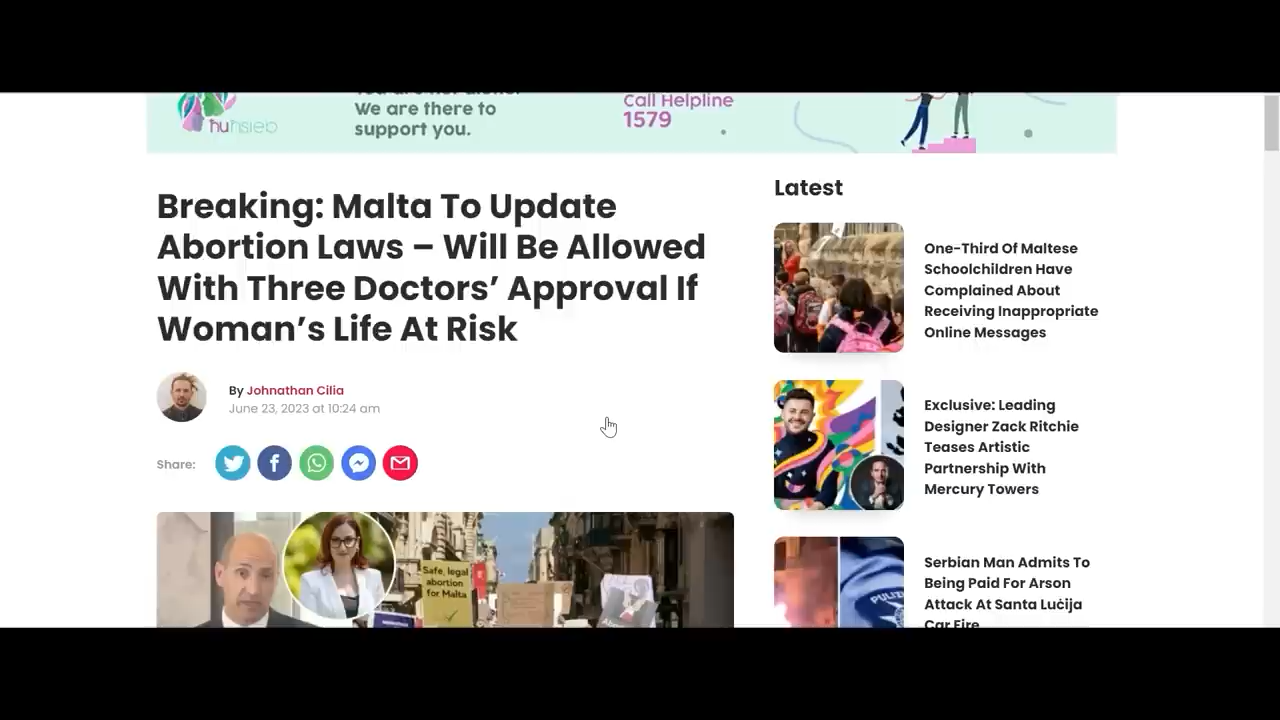 We are there to
support you.
Call Helpline
1579
huħsieb
Breaking: Malta To Update
Abortion Laws – Will Be Allowed
With Three Doctors’ Approval If
Woman’s Life At Risk
By Johnathan Cilia
June 23, 2023 at 10:24 am
Share:
Safe, legal
abortion
for Malta
Latest
One-Third Of Maltese
Schoolchildren Have
Complained About
Receiving Inappropriate
Online Messages
Exclusive: Leading
Designer Zack Ritchie
Teases Artistic
Partnership With
Mercury Towers
Serbian Man Admits To
Being Paid For Arson
Attack At Santa Luċija
Car Fire